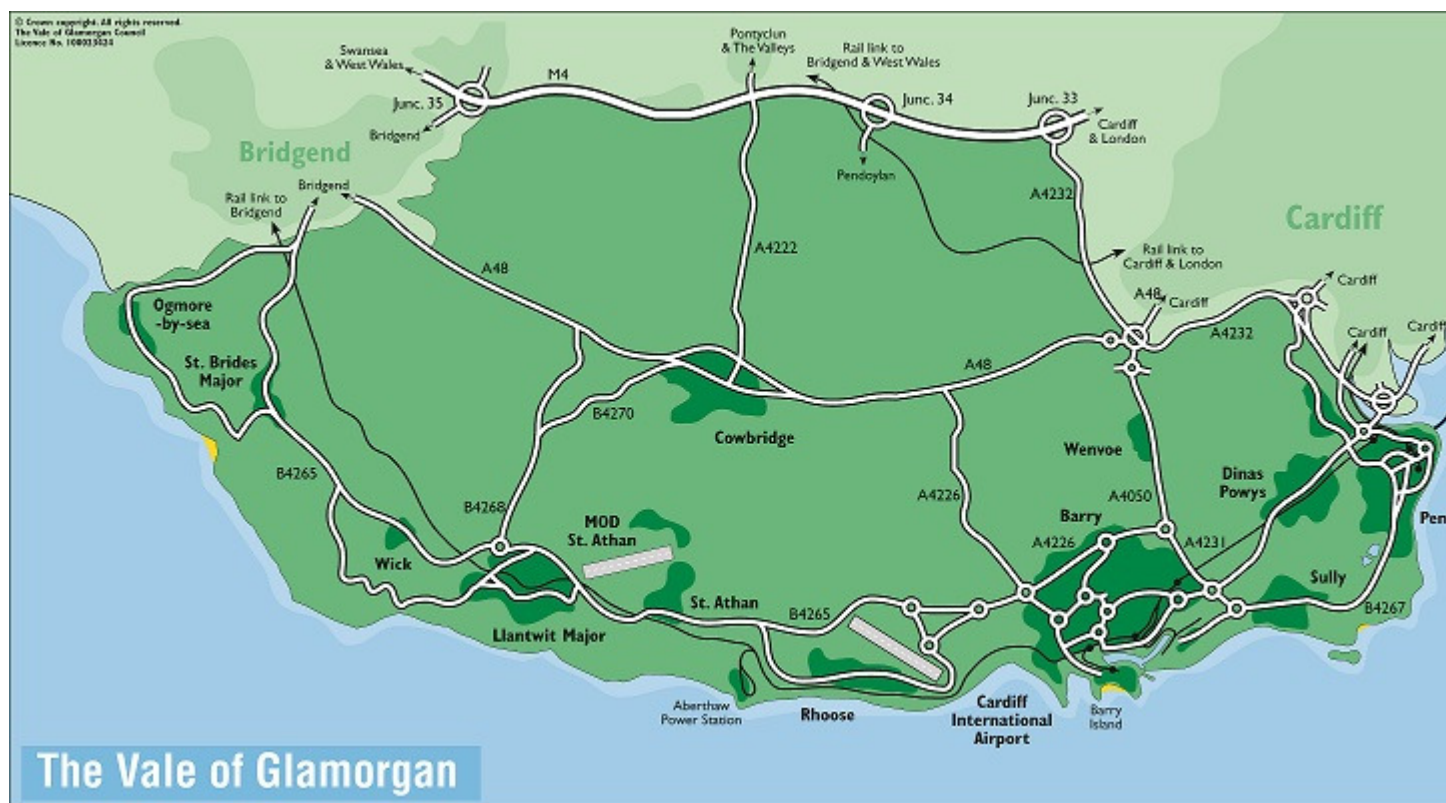 © Crown copyright. All rights reserved.
The Vale of Glamorgan Council
Licence No. 100023424
Swansea
& West Wales
M4
Pontyclun
& The Valleys
Rail link to
Bridgend & West Wales
Junc. 35
Junc. 34
Junc. 33
Bridgend
Cardiff
& London
Bridgend
Pendoylan
Bridgend
Rail link to
Bridgend
A4232
Cardiff
A48
A4222
Rail link to
Cardiff & London
Cardiff
A48
Cardiff
Ogmore
-by-sea
A4232
Cardiff
St. Brides
Major
A48
B4270
Cowbridge
Wenvoe
B4265
Dinas
Powys
A4226
A4050
B4268
MOD
St. Athan
Barry
Pen
Wick
A4226
A4231
Sully
St. Athan
B4265
B4267
Llantwit Major
Aberthaw
Power Station
Rhoose
Cardiff
International
Airport
Barry
Island
The Vale of Glamorgan